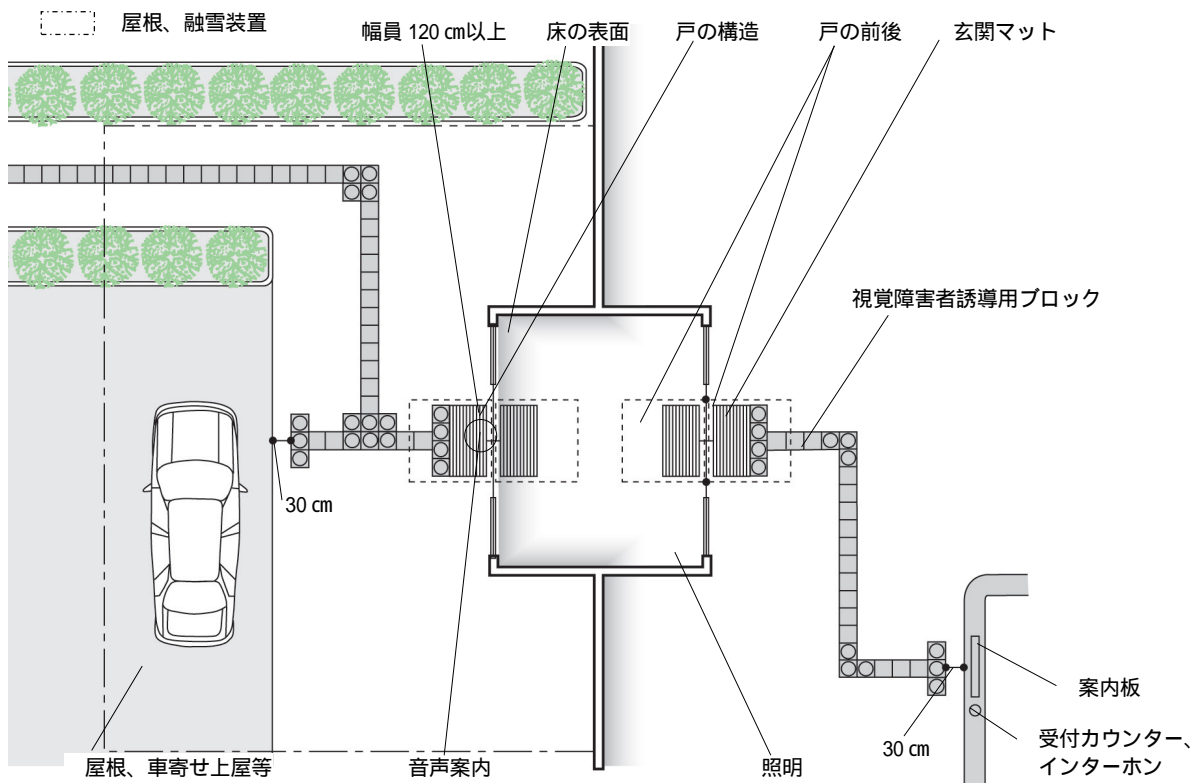 屋根、融雪装置
幅員 120 ㎝以上
床の表面
戸の構造
戸の前後
玄関マット
視覚障害者誘導用ブロック
30 ㎝
案内板
受付カウンター、
インターホン
30 ㎝
屋根、車寄せ上屋等
音声案内
照明